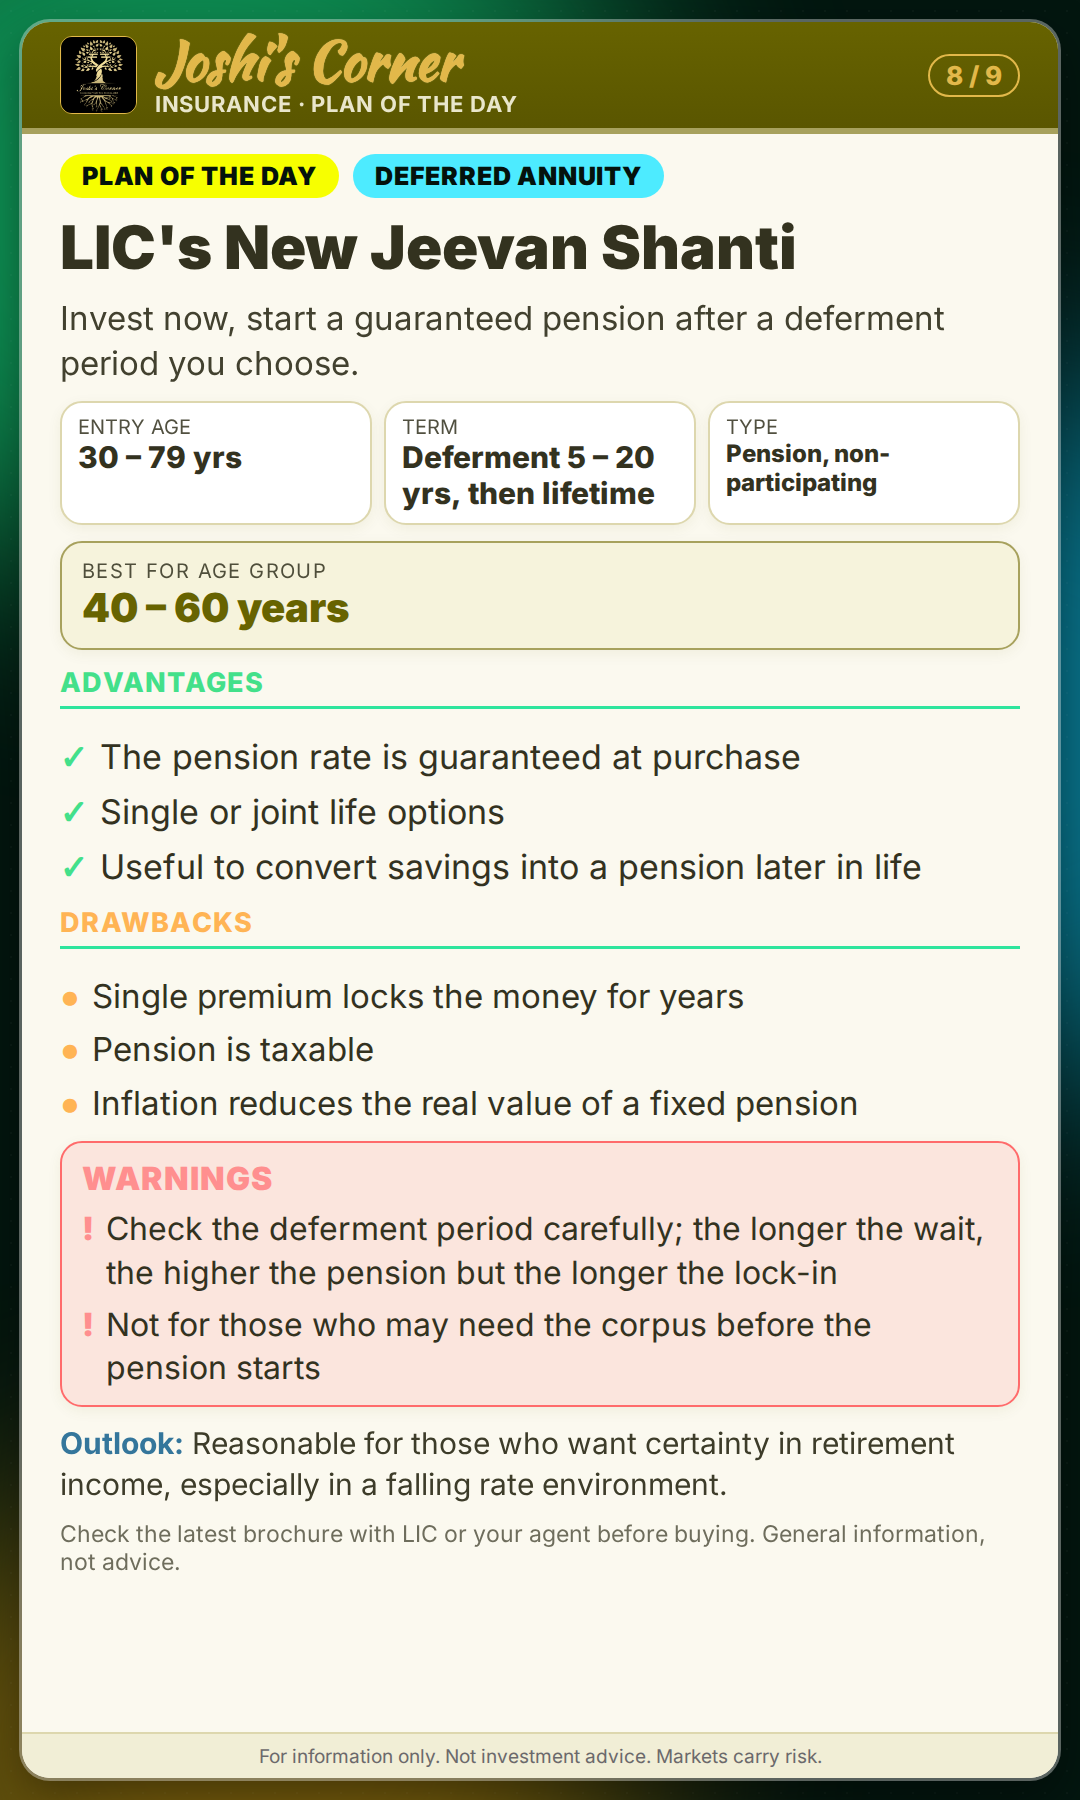 Joshi's Corner
Joshi's Corner
INSURANCE · PLAN OF THE DAY
8 / 9
PLAN OF THE DAY
DEFERRED ANNUITY
LIC's New Jeevan Shanti
Invest now, start a guaranteed pension after a deferment
period you choose.
ENTRY AGE
30 – 79 yrs
TERM
Deferment 5 – 20
yrs, then lifetime
TYPE
Pension, non-
participating
BEST FOR AGE GROUP
40 – 60 years
ADVANTAGES
✓ The pension rate is guaranteed at purchase
✓ Single or joint life options
✓ Useful to convert savings into a pension later in life
DRAWBACKS
● Single premium locks the money for years
● Pension is taxable
● Inflation reduces the real value of a fixed pension
WARNINGS
! Check the deferment period carefully; the longer the wait,
the higher the pension but the longer the lock-in
! Not for those who may need the corpus before the
pension starts
Outlook: Reasonable for those who want certainty in retirement
income, especially in a falling rate environment.
Check the latest brochure with LIC or your agent before buying. General information,
not advice.
For information only. Not investment advice. Markets carry risk.